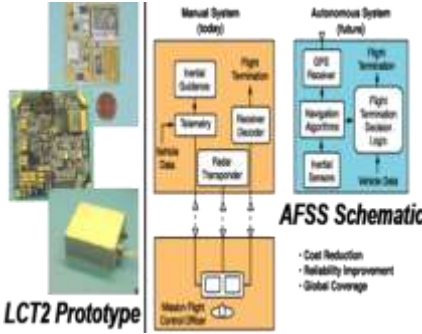 Manual System
(today)
Autonomous System
(future)
Inertial
Guidance
Flight
Termination
Telemetry
Receiver
Decoder
Vehicle
Data
Radar
Transponder
Mission Flight
Control Officer
GPS
Receiver
Flight
Termination
Navigation
Algorithms
Flight
Termination
Decision
Logic
Inertial
Sensors
Vehicle Data
AFSS Schematic
· Cost Reduction
· Reliability Improvement
· Global Coverage
LCT2 Prototype